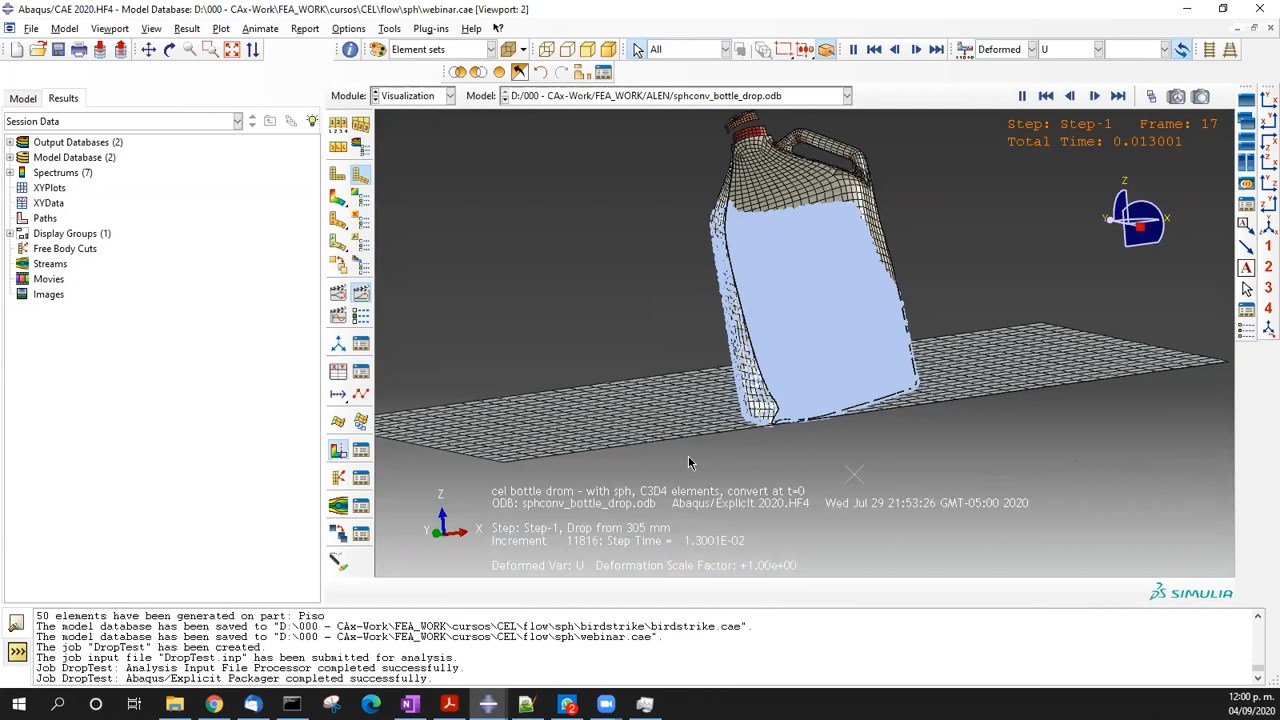 Abaqus/CAE 2020.HF4 - Model Database: D:\000 - CAx-Work\FEA_WORK\cursos\CEL\flow\sph\webinar.cae [Viewport: 2]
File Model Viewport View Result Plot Animate Report Options Tools Plug-ins Help
Element sets
All
Deformed
U
Model Results
Module: Visualization Model: D:/000 - CAx-Work/FEA_WORK/ALEN/sphconv_bottle_drop.odb
Session Data
Output Databases (2)
Model Database (2)
Spectrums (7)
XYPlots
XYData
Paths
Display Groups (1)
Free Body Cuts
Streams
Movies
Images
Step: Step-1 Frame: 17
Total Time: 0.013001
Z
Y X
1
2
3
4
cel bottle drom - with sph, C3D4 elements, convert at t=0
ODB: sphconv_bottle_drop.odb Abaqus/Explicit 2020.HF4 Wed Jul 29 21:53:26 GMT-05:00 2020
Z
Y X
Step: Step-1, Drop from 305 mm
Increment 11816: Step Time = 1.3001E-02
Deformed Var: U Deformation Scale Factor: +1.00e+00
SIMULIA
50 elements have been generated on part: Piso
The model database has been saved to "D:\000 - CAx-Work\FEA_WORK\cursos\CEL\flow\sph\birdstrike\birdstrike.cae".
The model database has been saved to "D:\000 - CAx-Work\FEA_WORK\cursos\CEL\flow\sph\webinar.cae".
The job "DropTest" has been created.
The job input file "DropTest.inp" has been submitted for analysis.
Job DropTest: Analysis Input File Processor completed successfully.
Job DropTest: Abaqus/Explicit Packager completed successfully.
12:00 p. m.
04/09/2020